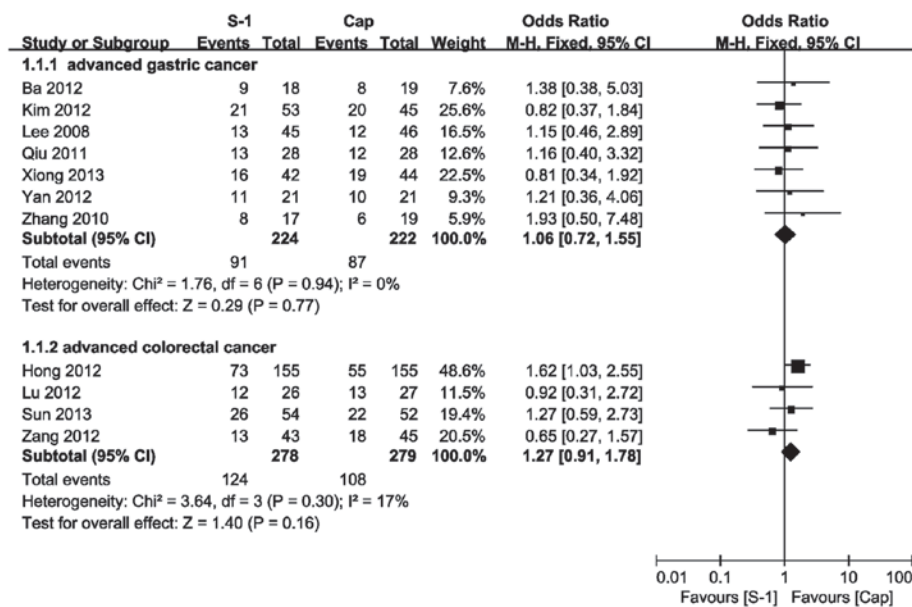 S-1 Cap Odds Ratio Odds Ratio
Study or Subgroup Events Total Events Total Weight M-H, Fixed, 95% CI M-H, Fixed, 95% CI
1.1.1 advanced gastric cancer
Ba 2012 9 18 8 19 7.6% 1.38 [0.38, 5.03]
Kim 2012 21 53 20 45 25.6% 0.82 [0.37, 1.84]
Lee 2008 13 45 12 46 16.5% 1.15 [0.46, 2.89]
Qiu 2011 13 28 12 28 12.6% 1.16 [0.40, 3.32]
Xiong 2013 16 42 19 44 22.5% 0.81 [0.34, 1.92]
Yan 2012 11 21 10 21 9.3% 1.21 [0.36, 4.06]
Zhang 2010 8 17 6 19 5.9% 1.93 [0.50, 7.48]
Subtotal (95% CI) 224 222 100.0% 1.06 [0.72, 1.55]
Total events 91 87
Heterogeneity: Chi² = 1.76, df = 6 (P = 0.94); I² = 0%
Test for overall effect: Z = 0.29 (P = 0.77)
1.1.2 advanced colorectal cancer
Hong 2012 73 155 55 155 48.6% 1.62 [1.03, 2.55]
Lu 2012 12 26 13 27 11.5% 0.92 [0.31, 2.72]
Sun 2013 26 54 22 52 19.4% 1.27 [0.59, 2.73]
Zang 2012 13 43 18 45 20.5% 0.65 [0.27, 1.57]
Subtotal (95% CI) 278 279 100.0% 1.27 [0.91, 1.78]
Total events 124 108
Heterogeneity: Chi² = 3.64, df = 3 (P = 0.30); I² = 17%
Test for overall effect: Z = 1.40 (P = 0.16)
0.01 0.1 1 10 100
Favours [S-1] Favours [Cap]